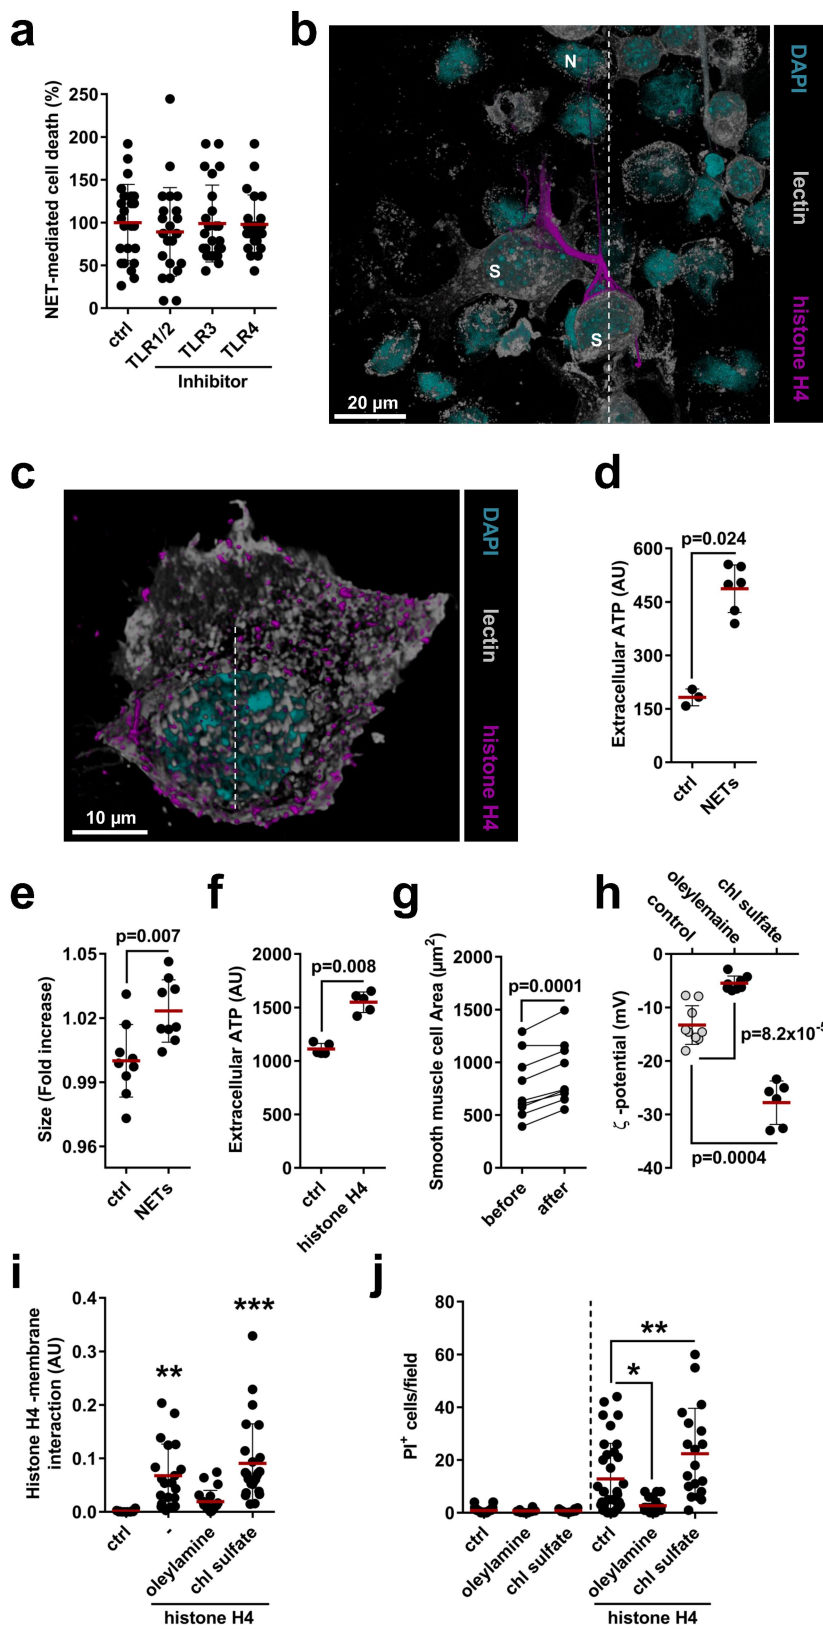 a
NET-mediated cell death (%)
250
200
150
100
50
0
ctrl
TLR1/2
TLR3
TLR4
Inhibitor
b
N
S
S
20 µm
DAPI
lectin
histone H4
c
10 µm
DAPI
lectin
histone H4
d
Extracellular ATP (AU)
600
450
300
150
0
p=0.024
ctrl
NETs
e
Size (Fold increase)
1.05
1.02
0.99
0.96
p=0.007
ctrl
NETs
f
Extracellular ATP (AU)
2000
1500
1000
500
0
p=0.008
ctrl
histone H4
g
Smooth muscle cell Area (µm²)
2000
1500
1000
500
0
p=0.0001
before
after
h
control
oleylemaine
chl sulfate
ζ -potential (mV)
0
-10
-20
-30
-40
p=8.2x10⁻⁵
p=0.0004
i
Histone H4 -membrane
interaction (AU)
0.4
0.3
0.2
0.1
0.0
**
***
ctrl
-
oleylamine
chl sulfate
histone H4
j
PI⁺ cells/field
80
60
40
20
0
**
*
ctrl
oleylamine
chl sulfate
ctrl
oleylamine
chl sulfate
histone H4